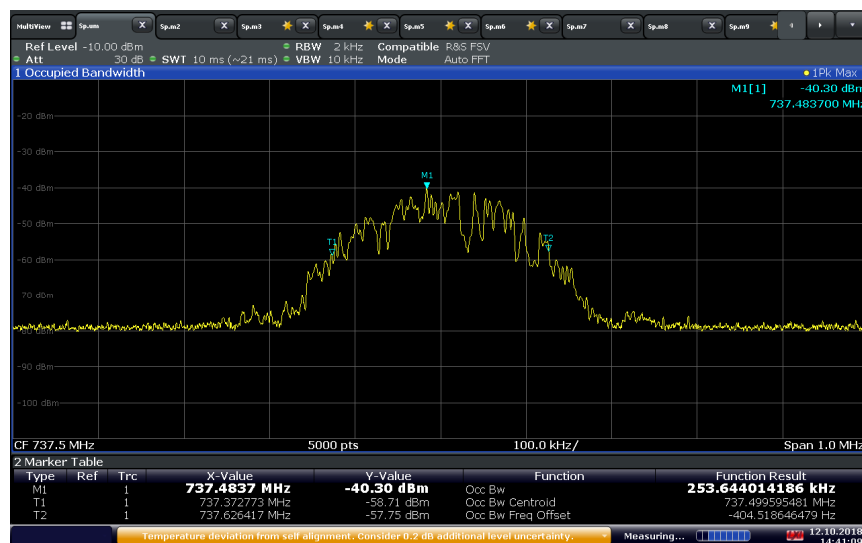 MultiView Sp.um X Sp.m2 X Sp.m3 X Sp.m4 X Sp.m5 X Sp.m6 X Sp.m7 X Sp.m8 X Sp.m9
Ref Level -10.00 dBm RBW 2 kHz Compatible R&S FSV
Att 30 dB SWT 10 ms (~21 ms) VBW 10 kHz Mode Auto FFT
1 Occupied Bandwidth 1Pk Max
M1[1] -40.30 dBm
737.483700 MHz
-20 dBm
-30 dBm
M1
-40 dBm
-50 dBm
T1 T2
-60 dBm
70 dBm
-80 dBm
-90 dBm
-100 dBm
CF 737.5 MHz 5000 pts 100.0 kHz/ Span 1.0 MHz
2 Marker Table
Type Ref Trc X-Value Y-Value Function Function Result
M1 1 737.4837 MHz -40.30 dBm Occ Bw 253.644014186 kHz
T1 1 737.372773 MHz -58.71 dBm Occ Bw Centroid 737.499595481 MHz
T2 1 737.626417 MHz -57.75 dBm Occ Bw Freq Offset -404.518646479 Hz
Temperature deviation from self alignment. Consider 0.2 dB additional level uncertainty. Measuring... 12.10.2018
14:41:09